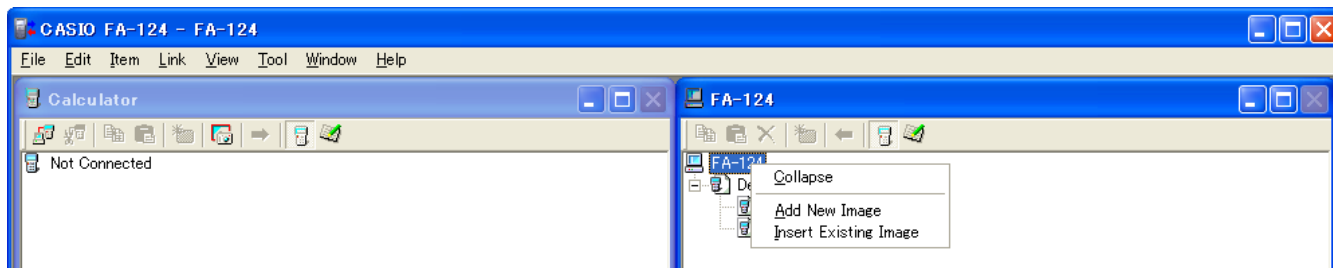 CASIO FA-124 - FA-124
File Edit Item Link View Tool Window Help
Calculator
FA-124
Not Connected
FA-124
De
Collapse
Add New Image
Insert Existing Image